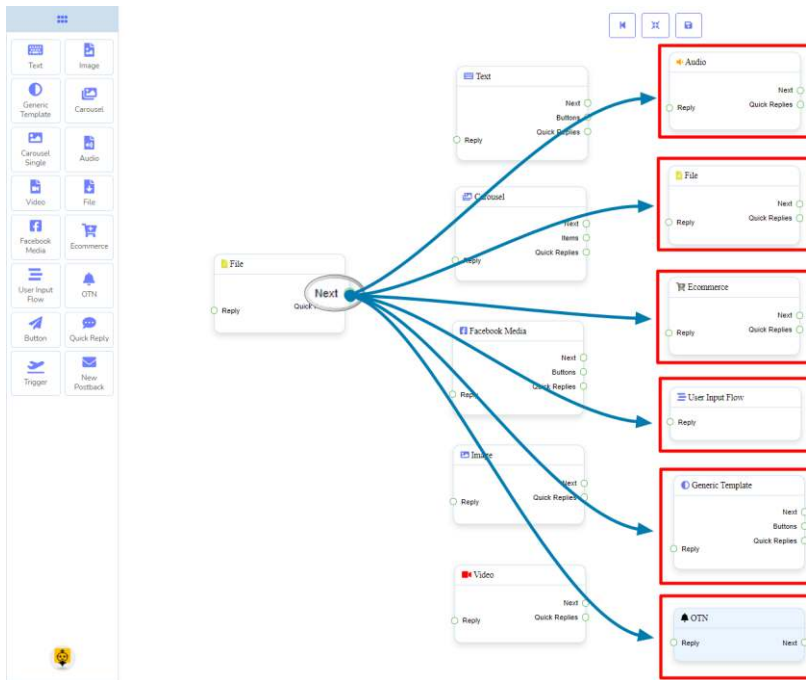 Text
Image
Generic
Template
Carousel
Carousel
Single
Audio
Video
File
Facebook
Media
Ecommerce
User Input
Flow
OTN
Button
Quick Reply
Trigger
New
Postback
File
Next
Reply
Text
Next
Buttons
Quick Replies
Reply
Carousel
Next
Items
Quick Replies
Reply
Facebook Media
Next
Buttons
Quick Replies
Reply
Image
Next
Quick Replies
Reply
Video
Next
Quick Replies
Reply
Audio
Next
Quick Replies
Reply
File
Next
Quick Replies
Reply
Ecommerce
Next
Quick Replies
Reply
User Input Flow
Reply
Generic Template
Next
Buttons
Quick Replies
Reply
OTN
Reply Next